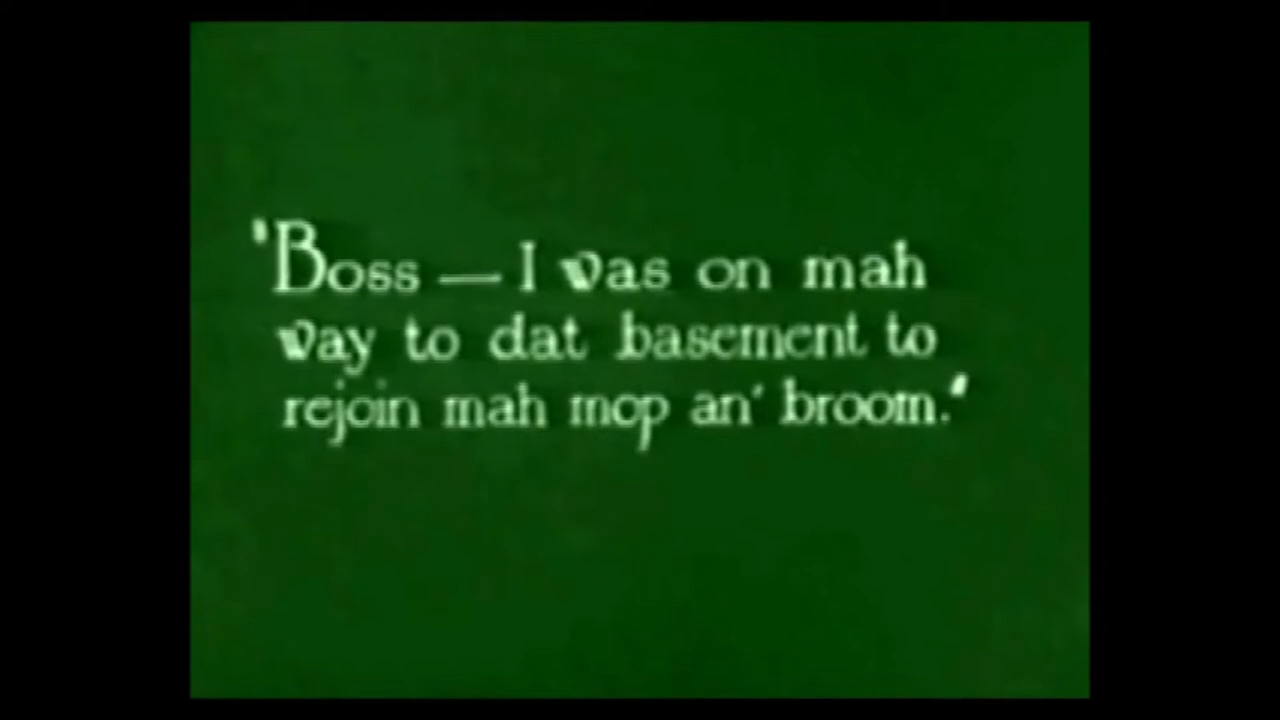 "Boss — I was on mah
way to dat basement to
rejoin mah mop an' broom."